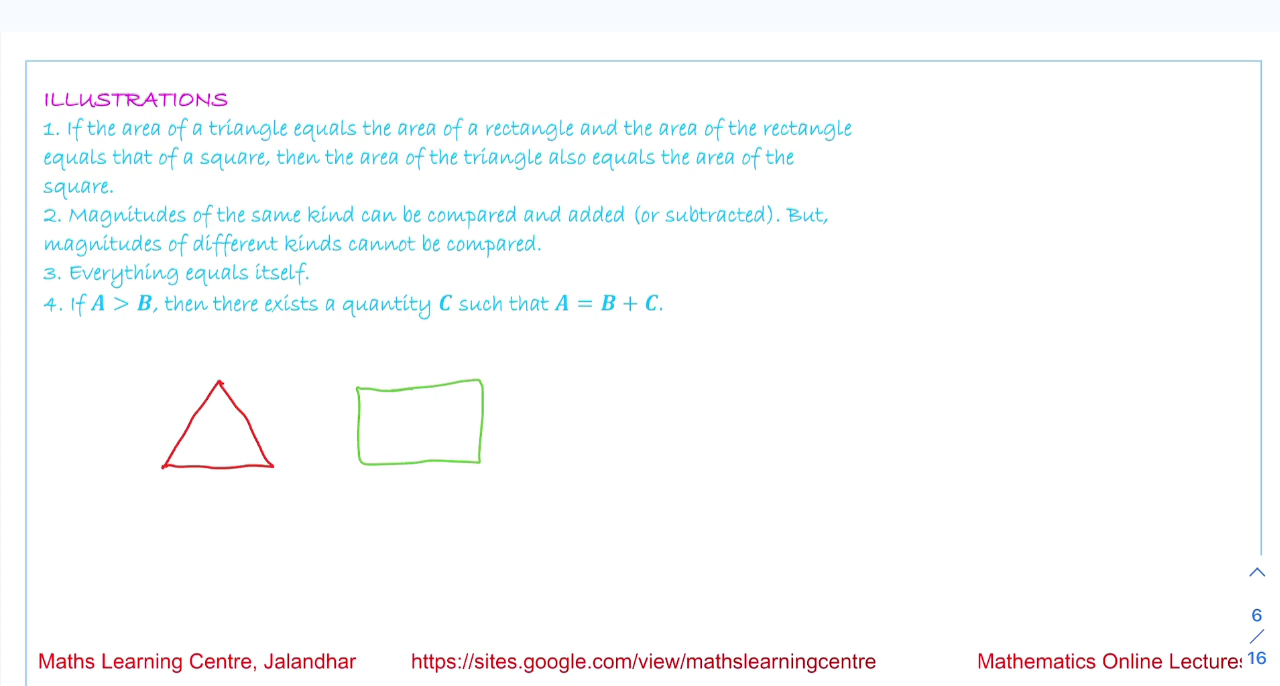 ILLUSTRATIONS
1. If the area of a triangle equals the area of a rectangle and the area of the rectangle
equals that of a square, then the area of the triangle also equals the area of the
square.
2. Magnitudes of the same kind can be compared and added (or subtracted). But,
magnitudes of different kinds cannot be compared.
3. Everything equals itself.
4. If A > B, then there exists a quantity C such that A = B + C.
6
/
16
Maths Learning Centre, Jalandhar https://sites.google.com/view/mathslearningcentre Mathematics Online Lectures